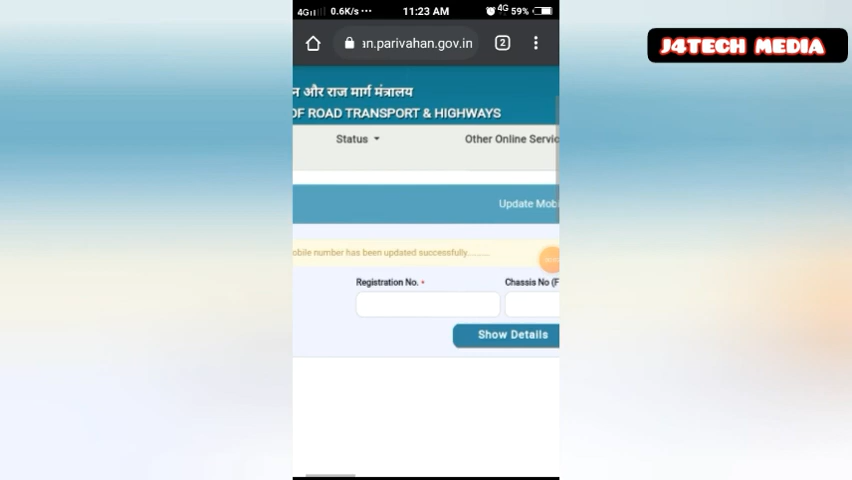 4G 0.6K/s ... 11:23 AM 4G 59%
J4TECH MEDIA
an.parivahan.gov.in 2
न और राज मार्ग मंत्रालय
OF ROAD TRANSPORT & HIGHWAYS
Status Other Online Servic
Update Mobi
obile number has been updated successfully.........
Registration No. * Chassis No (F
Show Details